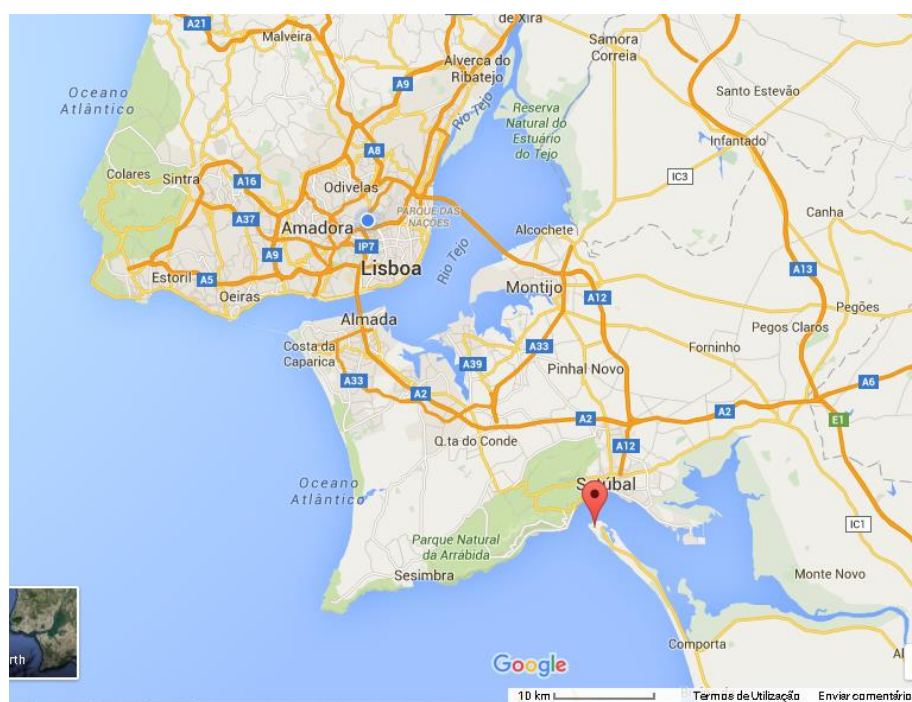 A21
Malveira
de Xira
Alverca do
Ribatejo
Samora
Correia
A9
Oceano
Atlântico
Rio Tejo
Reserva
Natural do
Estuário
do Tejo
Santo Estevão
Infantado
A8
Colares
Sintra
A16
Odivelas
IC3
A37
Amadora
PARQUE DAS
NAÇÕES
Canha
Alcochete
A9
IP7
Lisboa
Rio Tejo
A13
Estoril
A5
Oeiras
Montijo
A12
Pegões
Almada
Pegos Claros
Costa da
Caparica
A33
A39
A33
Forninho
Pinhal Novo
A2
A6
A2
A2
E1
Q.ta do Conde
A12
Oceano
Atlântico
IC1
Parque Natural
da Arrábida
Sesimbra
Monte Novo
Comporta
Al
rth
Google
10 km
Termos de Utilização
Enviar comentário